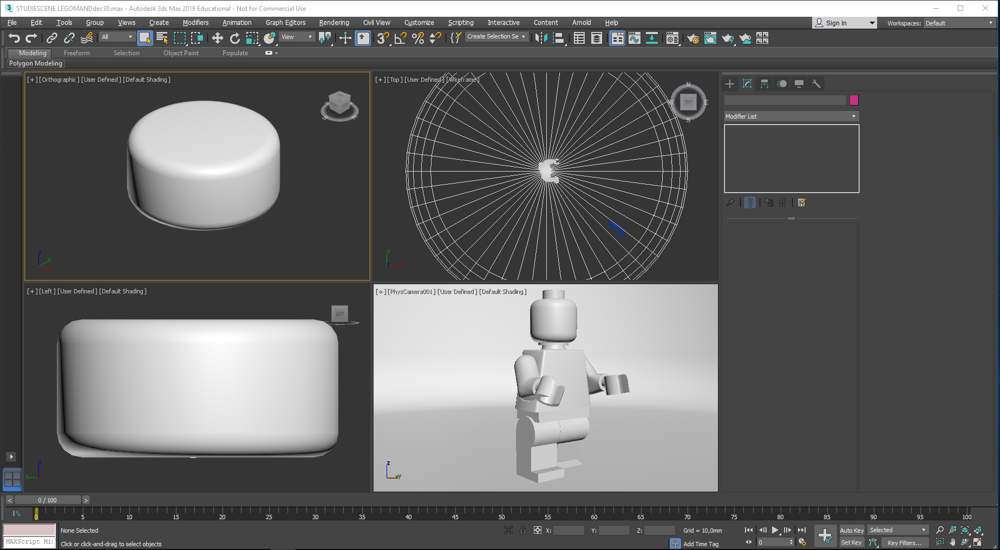 STUDIESCENE LEGOMANDdec30.max - Autodesk 3ds Max 2019 Educational - Not for Commercial Use
File Edit Tools Group Views Create Modifiers Animation Graph Editors Rendering Civil View Customize Scripting Interactive Content Arnold Help Sign In Workspaces: Default
All View Create Selection Se
Modeling Freeform Selection Object Paint Populate
Polygon Modeling
[+] [Orthographic] [User Defined] [Default Shading]
[+] [Top] [User Defined] [Wireframe]
N
W TOP E
S
Modifier List
z
y
x
y
x
[+] [Left] [User Defined] [Default Shading]
[+] [PhysCamera001] [User Defined] [Default Shading]
LEFT
z
y
z
xy
< 0 / 100 >
0 5 10 15 20 25 30 35 40 45 50 55 60 65 70 75 80 85 90 95 100
None Selected X: Y: Z: Grid = 10,0mm Auto Key Selected
MAXScript Mi Click or click-and-drag to select objects Add Time Tag 0 Set Key Key Filters...